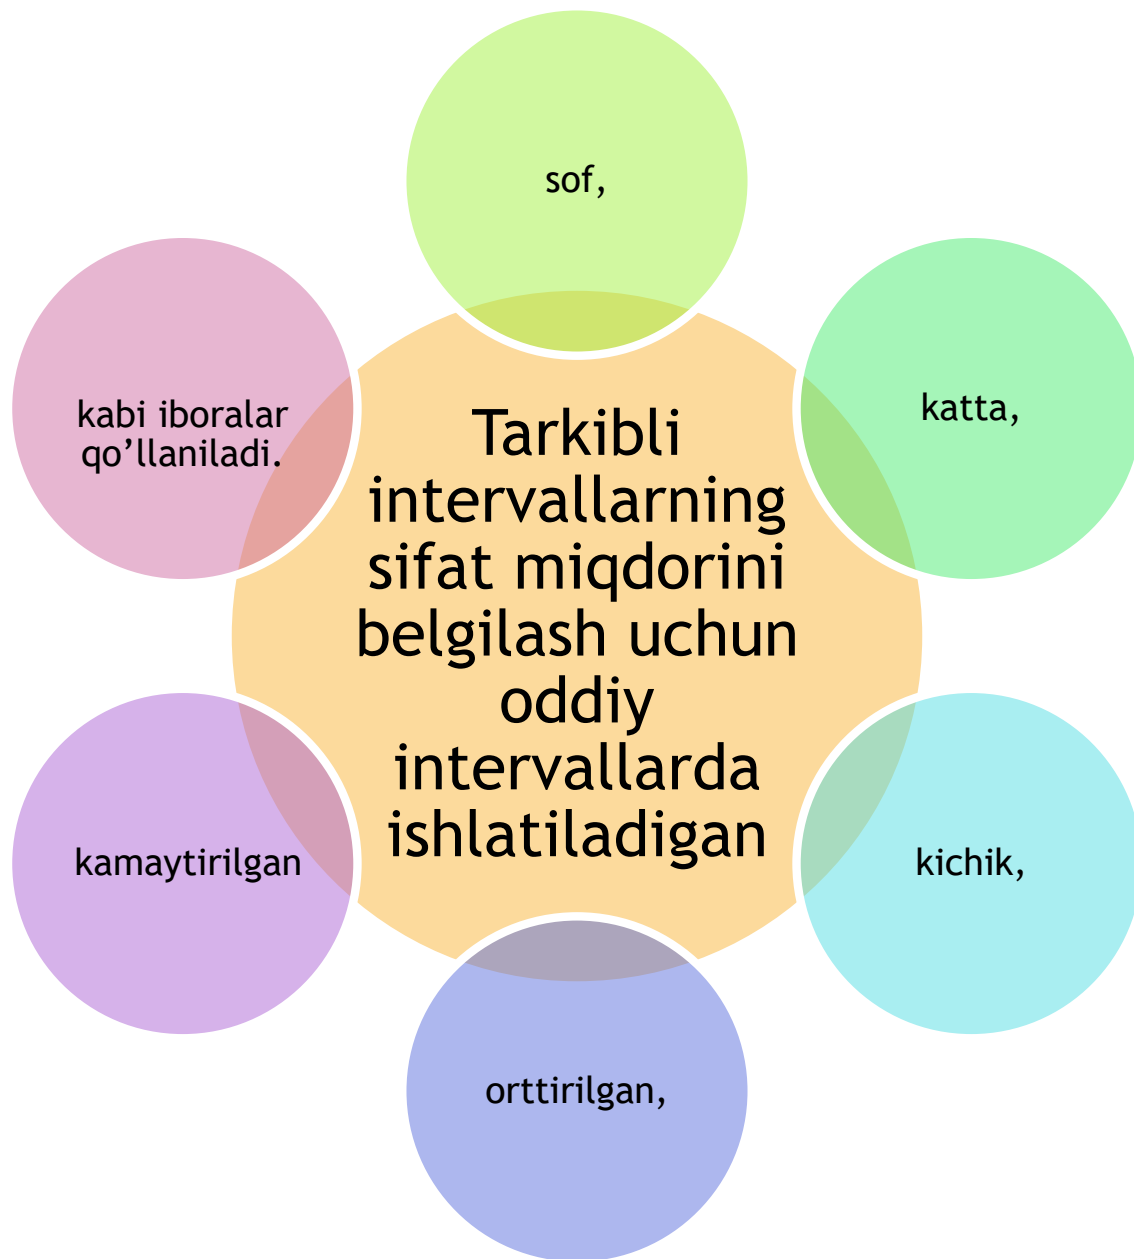 Tarkibli
intervallarning
sifat miqdorini
belgilash uchun
oddiy
intervallarda
ishlatiladigan
sof,
katta,
kichik,
orttirilgan,
kamaytirilgan
kabi iboralar
qo’llaniladi.